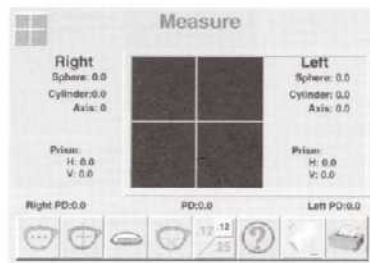 Measure
Right
Sphere: 0.0
Cylinder:0.0
Axis: 0
Prism:
H: 0.0
V: 0.0
Left
Sphere: 0.0
Cylinder: 0.0
Axis: 0.0
Prism:
H: 0.0
V: 0.0
Right PD:0.0 PD:0.0 Left PD:0.0
.12 .12
25
?